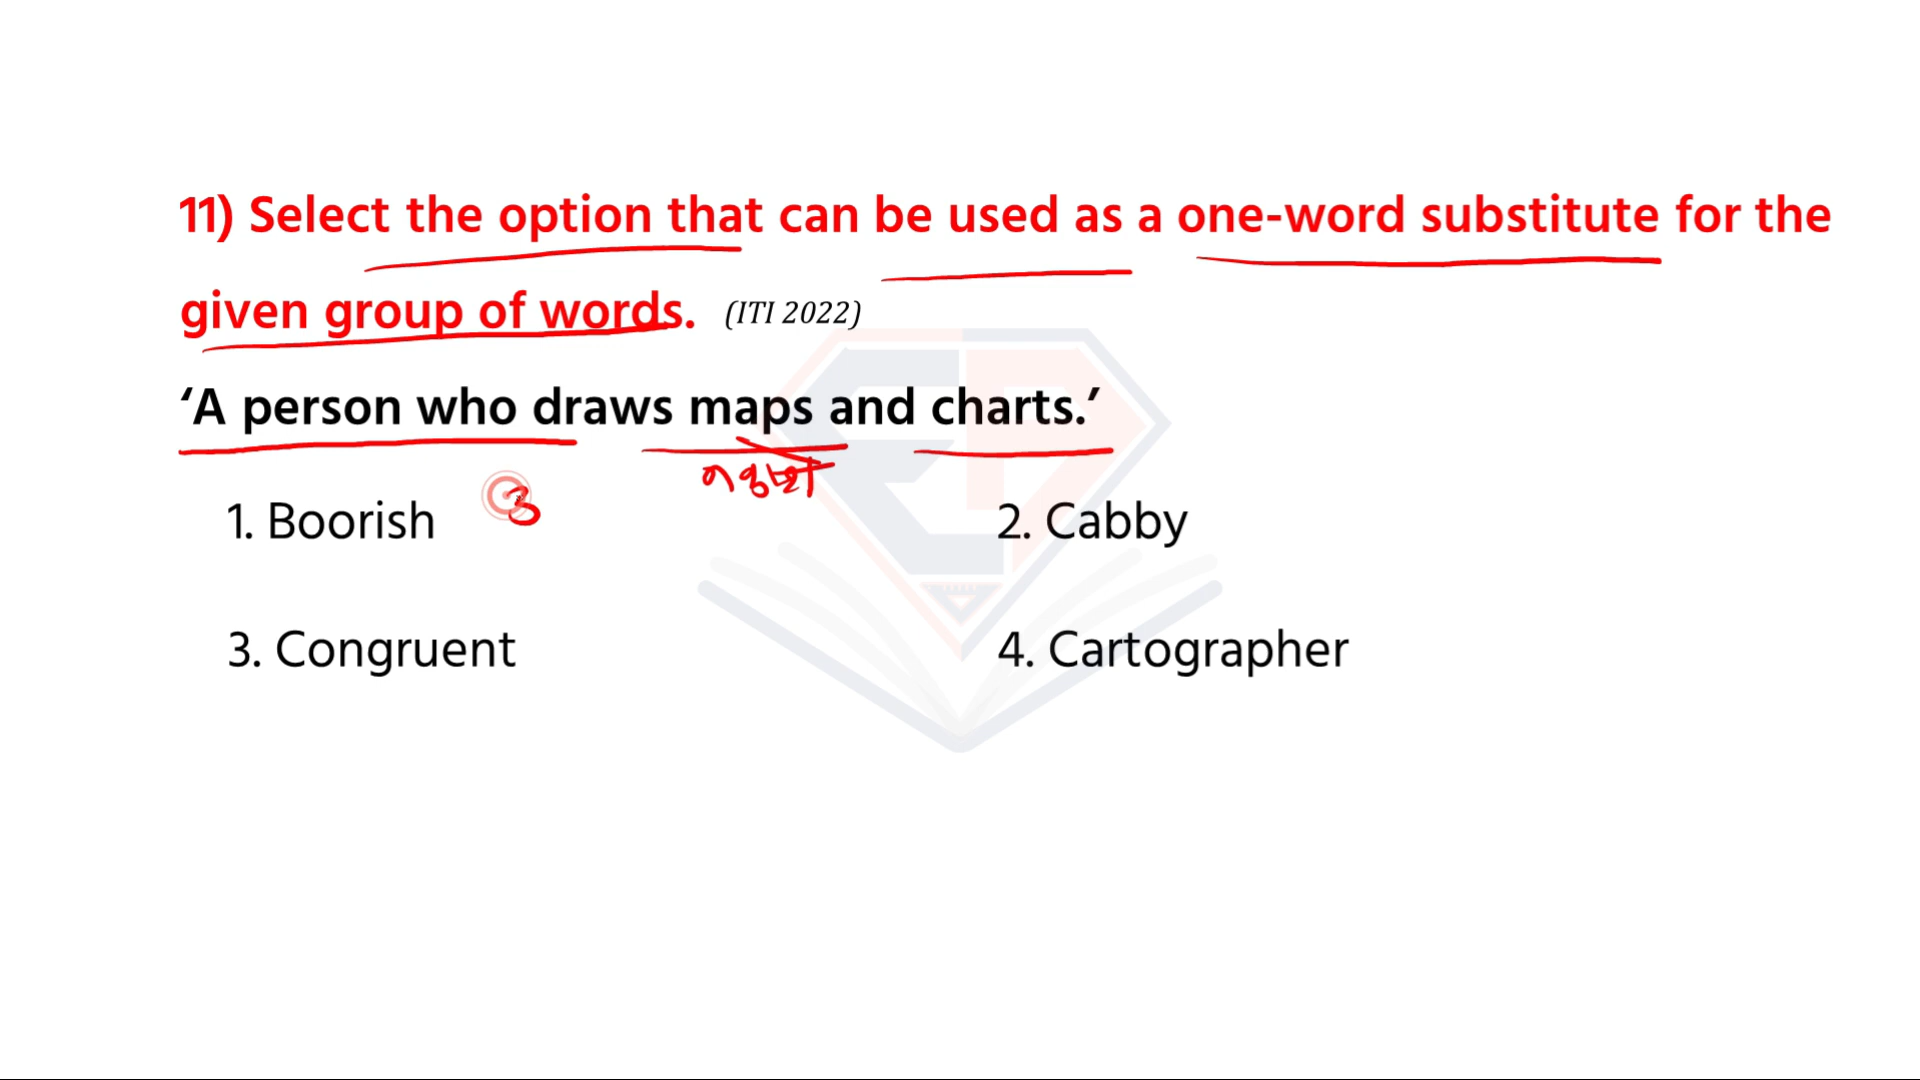 11) Select the option that can be used as a one-word substitute for the
given group of words. (ITI 2022)
‘A person who draws maps and charts.’
1. Boorish
2. Cabby
3. Congruent
4. Cartographer